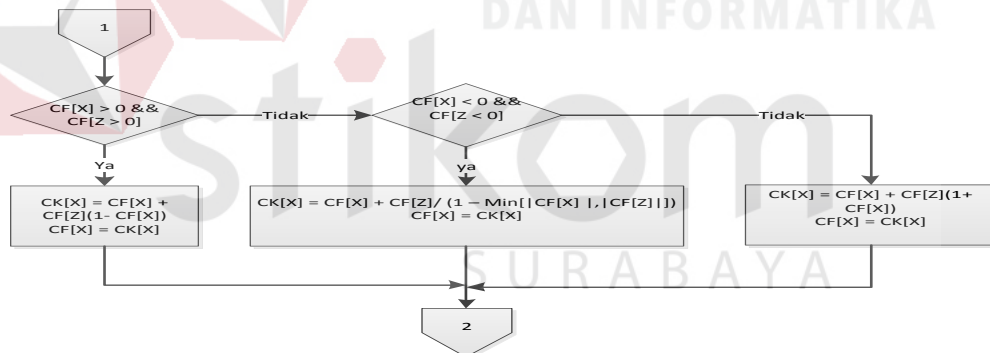 DAN INFORMATIKA
1
CF[X] > 0 &&
CF[Z > 0]
Tidak
CF[X] < 0 &&
CF[Z < 0]
Tidak
Ya
ya
CK[X] = CF[X] +
CF[Z](1- CF[X])
CF[X] = CK[X]
CK[X] = CF[X] + CF[Z]/ (1 – Min[|CF[X] |,|CF[Z]|])
CF[X] = CK[X]
CK[X] = CF[X] + CF[Z](1+
CF[X])
CF[X] = CK[X]
stikom
SURABAYA
2